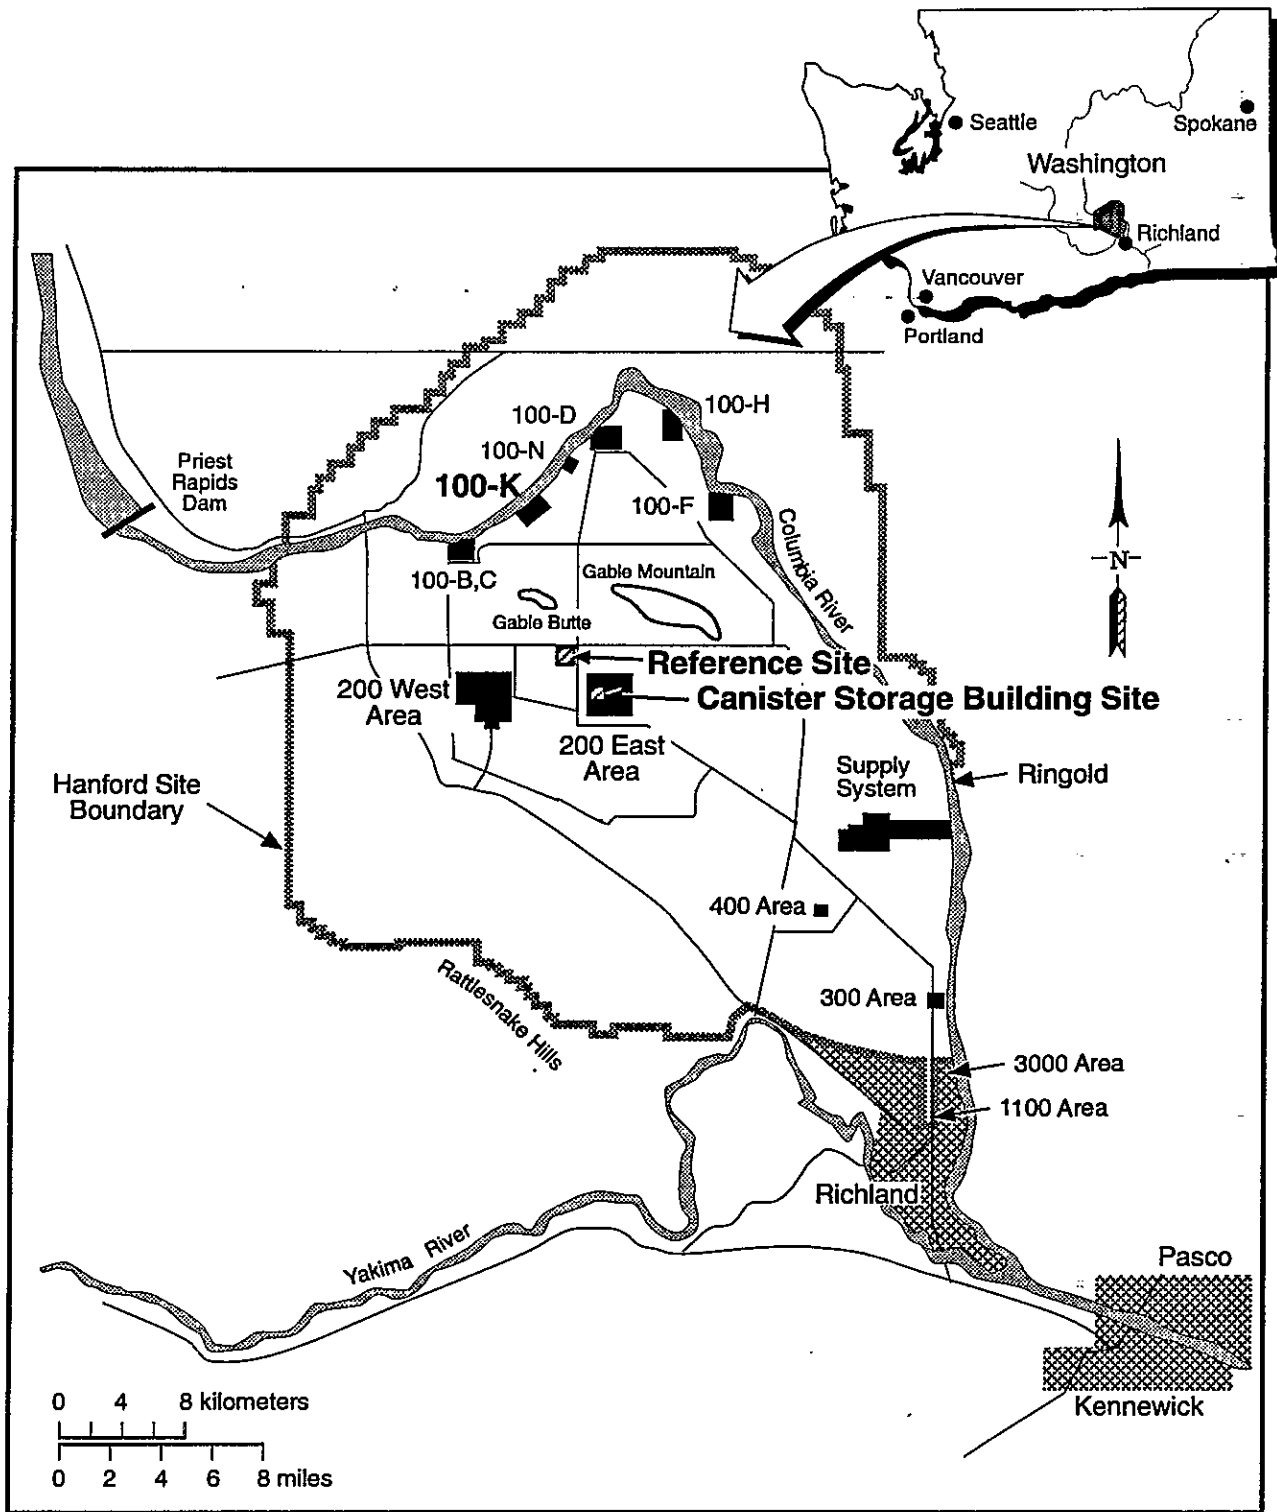 Seattle
Spokane
Washington
Richland
Vancouver
Portland
100-H
100-D
100-N
Priest
Rapids
Dam
100-K
100-F
Columbia River
N
100-B,C
Gable Mountain
Gable Butte
Reference Site
200 West
Area
Canister Storage Building Site
200 East
Area
Supply
System
Ringold
Hanford Site
Boundary
400 Area
Rattlesnake Hills
300 Area
3000 Area
1100 Area
Richland
Yakima River
Pasco
Kennewick
0 4 8 kilometers
0 2 4 6 8 miles